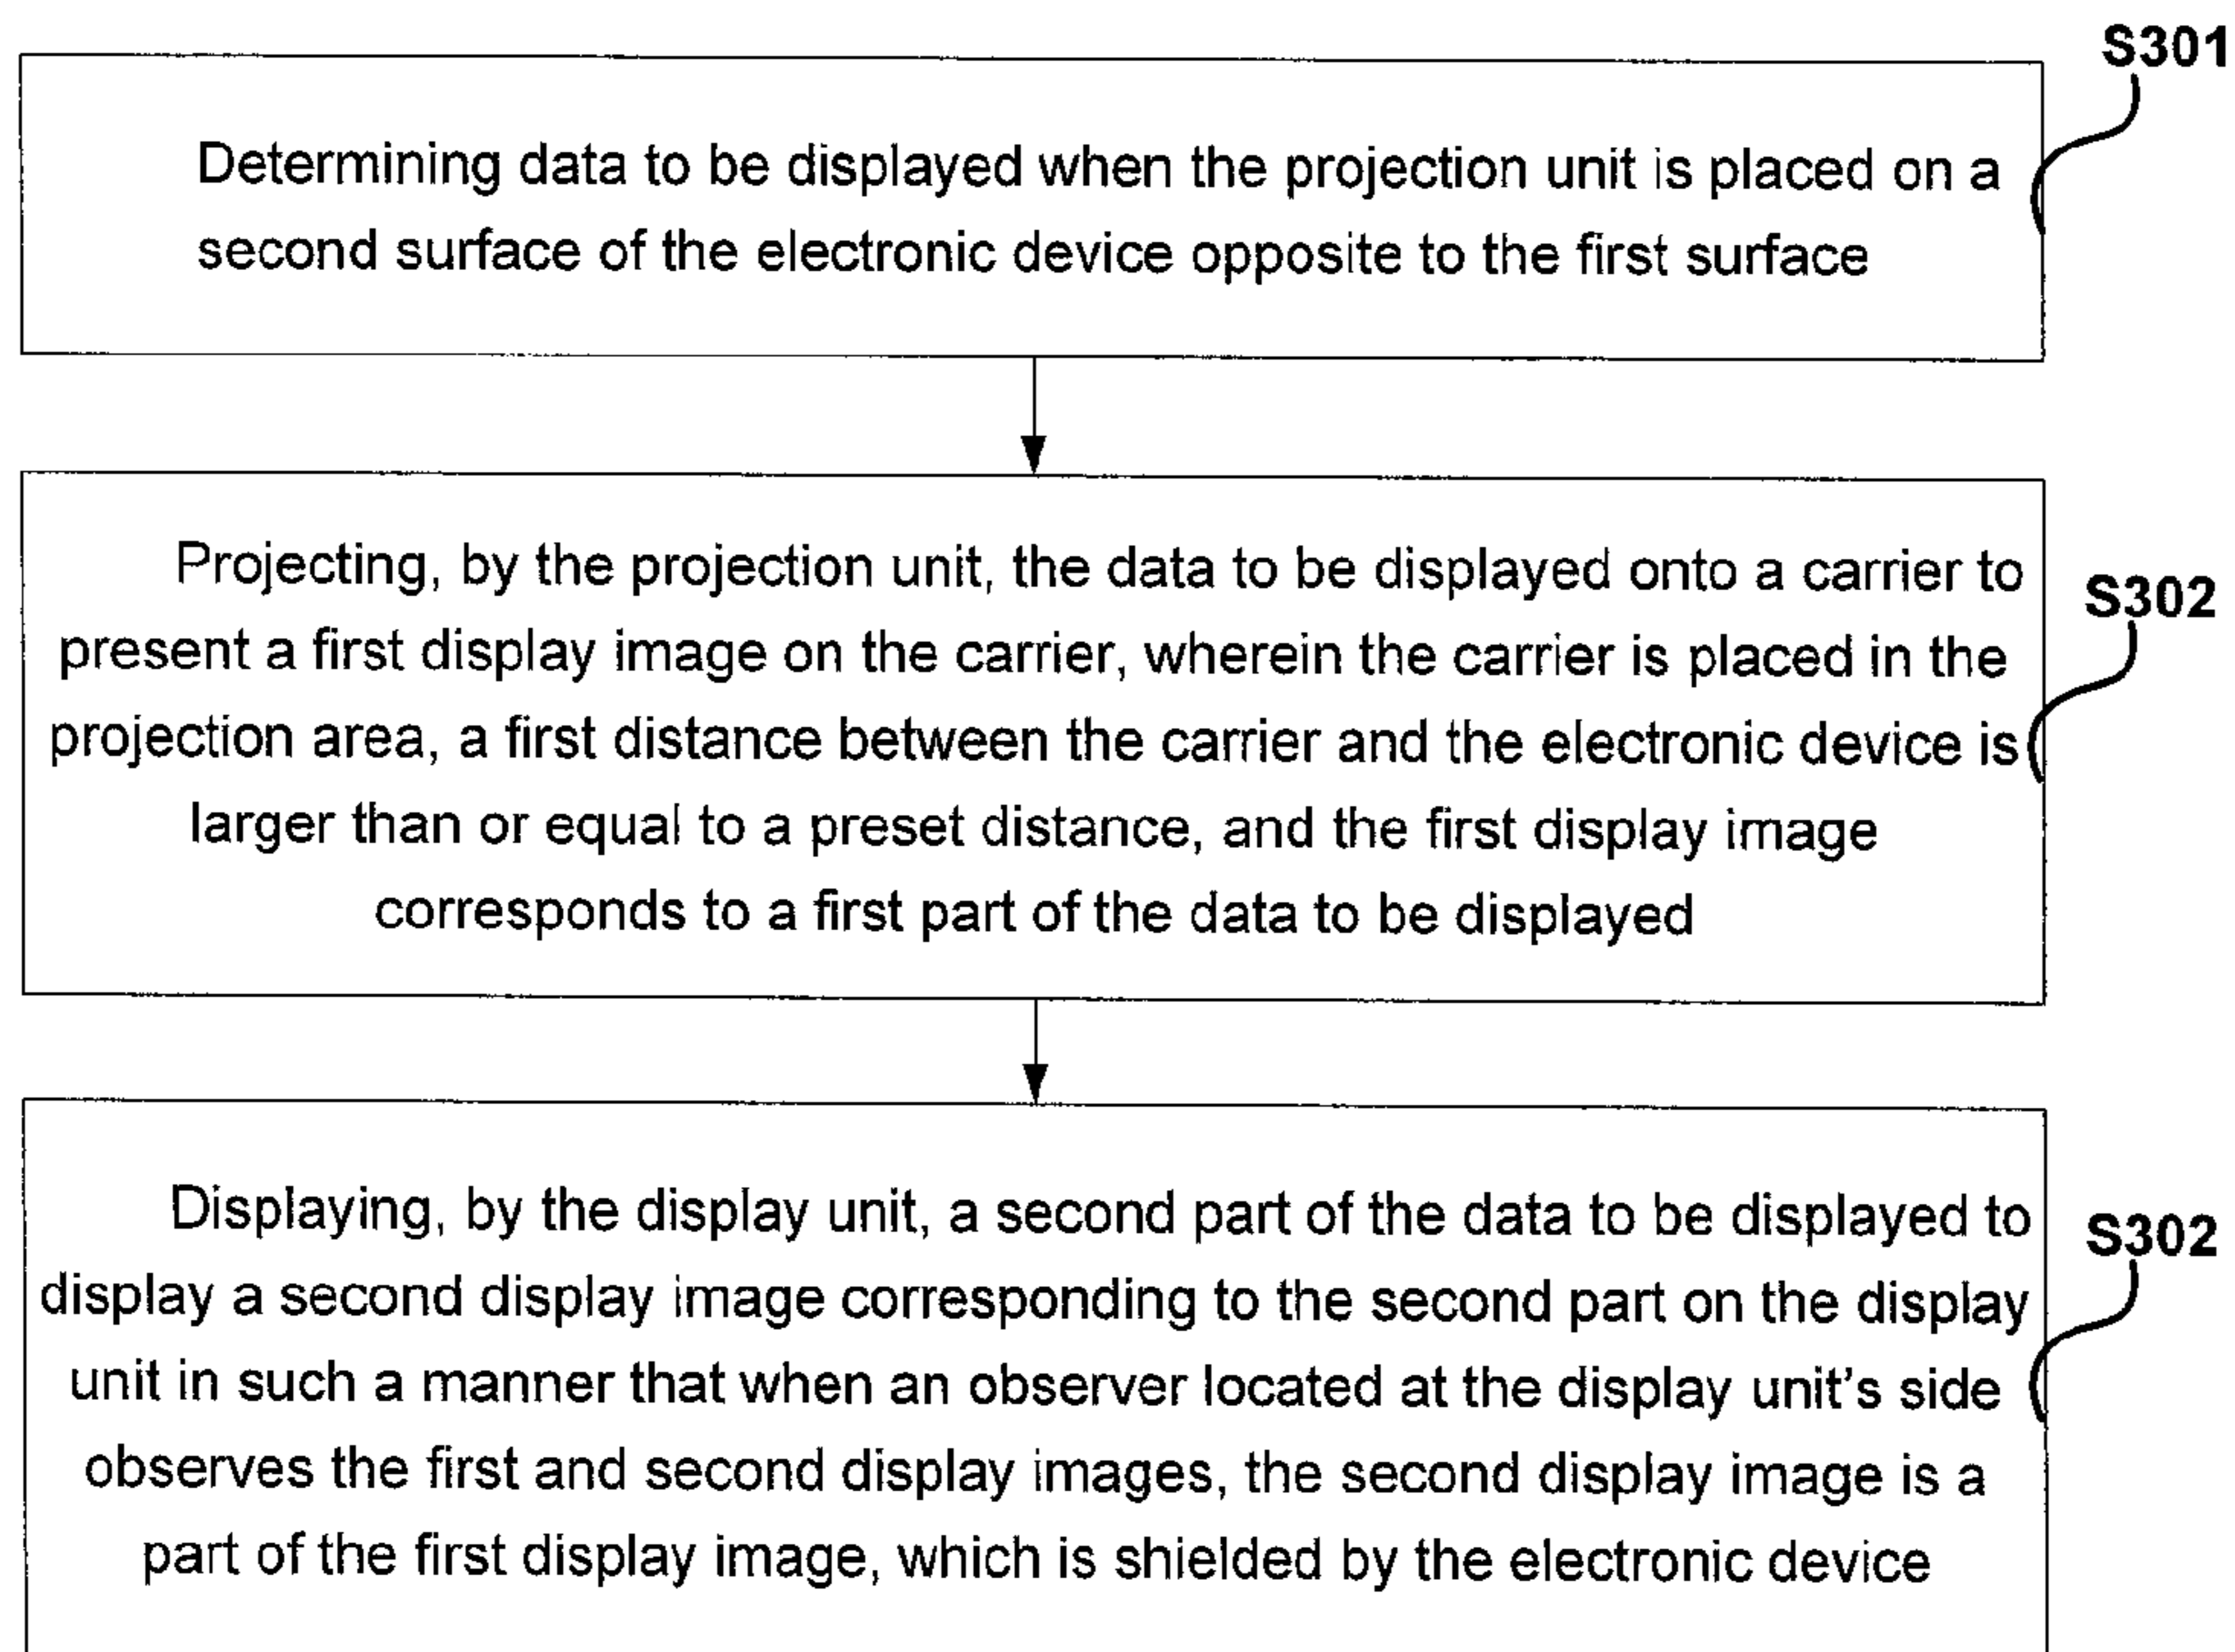 S301
Determining data to be displayed when the projection unit is placed on a
second surface of the electronic device opposite to the first surface
Projecting, by the projection unit, the data to be displayed onto a carrier to
present a first display image on the carrier, wherein the carrier is placed in the
projection area, a first distance between the carrier and the electronic device is
larger than or equal to a preset distance, and the first display image
corresponds to a first part of the data to be displayed
S302
Displaying, by the display unit, a second part of the data to be displayed to
display a second display image corresponding to the second part on the display
unit in such a manner that when an observer located at the display unit's side
observes the first and second display images, the second display image is a
part of the first display image, which is shielded by the electronic device
S302